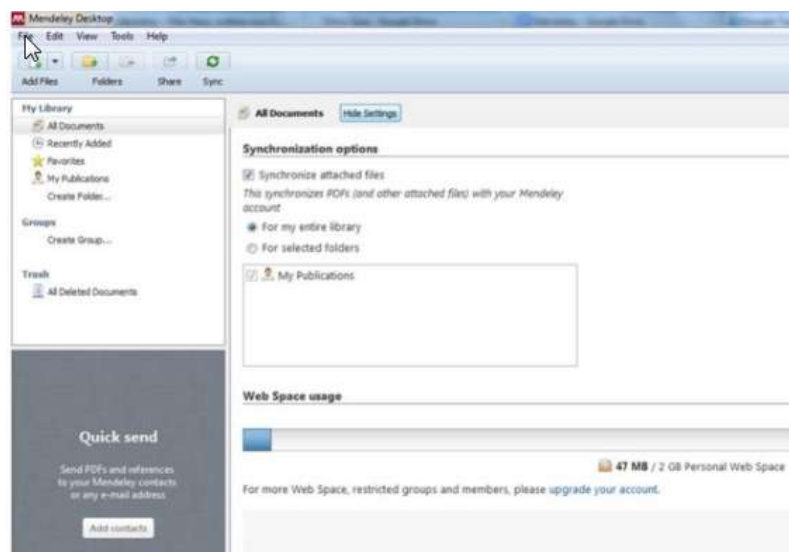 Mendeley Desktop
File Edit View Tools Help
Add Files Folders Share Sync
My Library
All Documents
Recently Added
Favorites
My Publications
Create Folder...
Groups
Create Group...
Trash
All Deleted Documents
Quick send
Send PDFs and references
to your Mendeley contacts
or any e-mail address
Add contacts
All Documents Hide Settings
Synchronization options
Synchronize attached files
This synchronizes PDFs (and other attached files) with your Mendeley
account
For my entire library
For selected folders
My Publications
Web Space usage
47 MB / 2 GB Personal Web Space
For more Web Space, restricted groups and members, please upgrade your account.